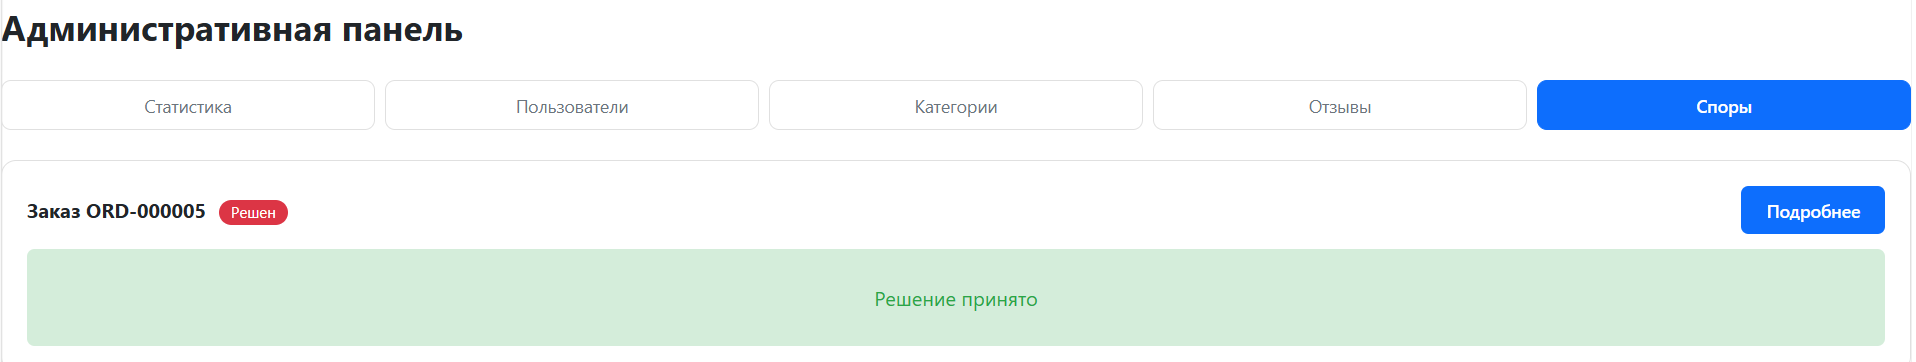 Административная панель
Статистика Пользователи Категории Отзывы Споры
Заказ ORD-000005 Решен Подробнее
Решение принято